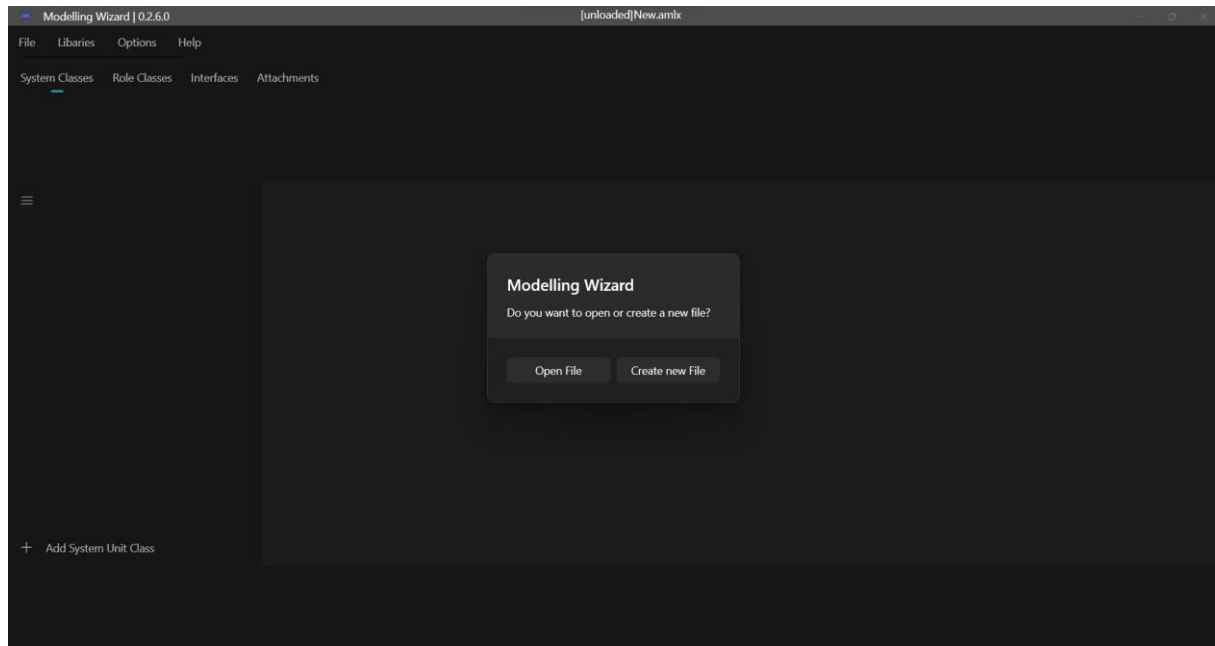 Modelling Wizard | 0.2.6.0
[unloaded]New.amlx
File Libaries Options Help
System Classes Role Classes Interfaces Attachments
Modelling Wizard
Do you want to open or create a new file?
Open File Create new File
+ Add System Unit Class